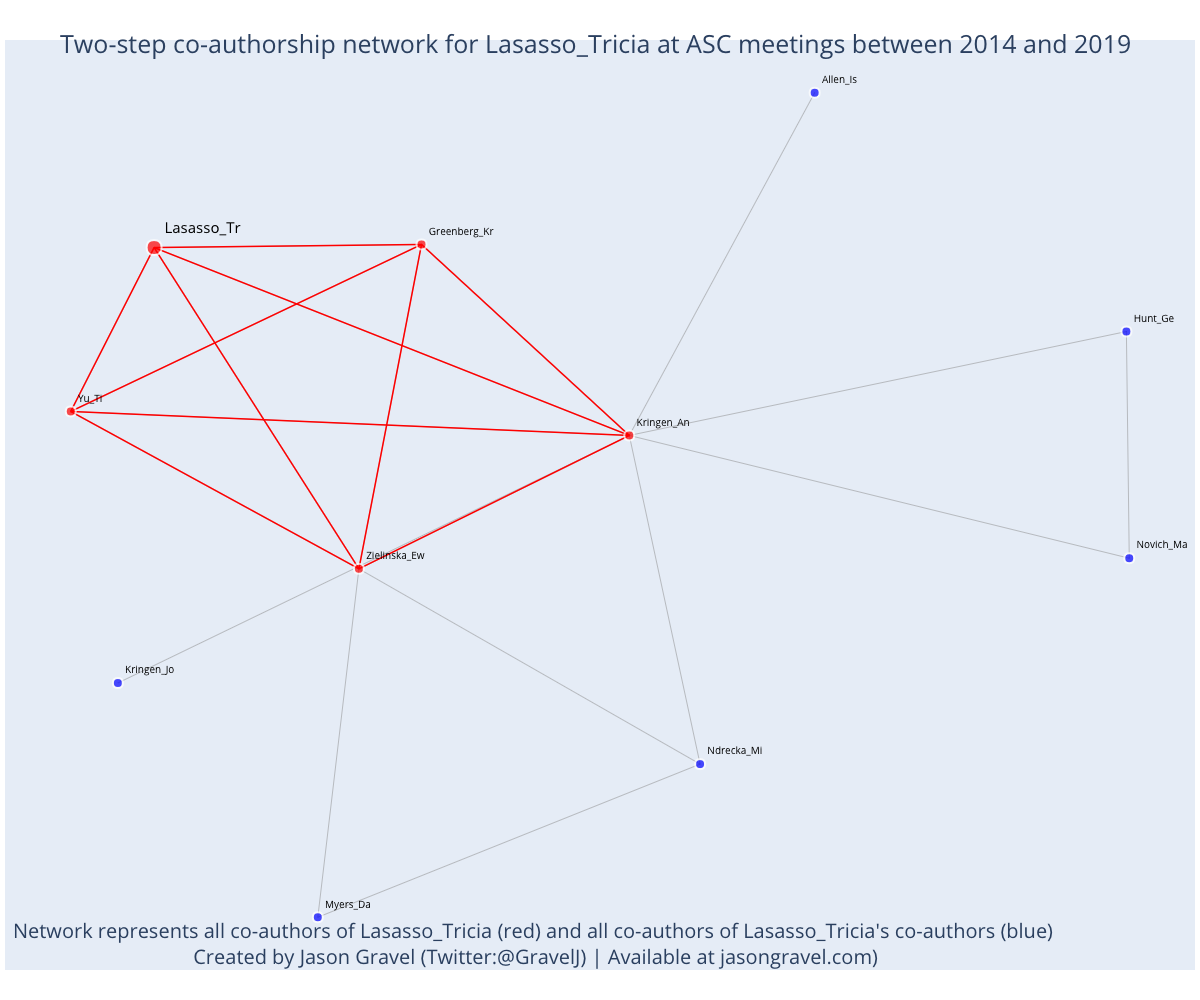 Two-step co-authorship network for Lasasso_Tricia at ASC meetings between 2014 and 2019
Allen_Is
Lasasso_Tr
Greenberg_Kr
Hunt_Ge
Yu_Ti
Kringen_An
Novich_Ma
Zielinska_Ew
Kringen_Jo
Ndrecka_Mi
Myers_Da
Network represents all co-authors of Lasasso_Tricia (red) and all co-authors of Lasasso_Tricia's co-authors (blue)
Created by Jason Gravel (Twitter:@GravelJ) | Available at jasongravel.com)